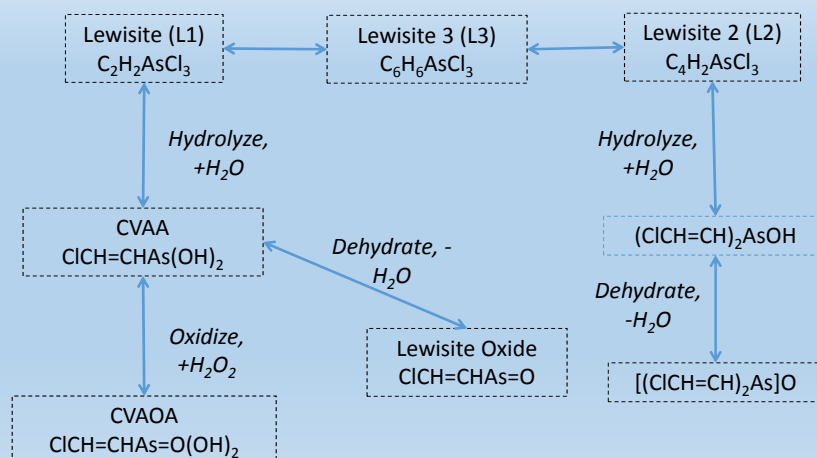 Lewisite (L1)
C₂H₂AsCl₃
Lewisite 3 (L3)
C₆H₆AsCl₃
Lewisite 2 (L2)
C₄H₂AsCl₃
Hydrolyze,
+H₂O
Hydrolyze,
+H₂O
CVAA
ClCH=CHAs(OH)₂
Dehydrate, -
H₂O
(ClCH=CH)₂AsOH
Dehydrate,
-H₂O
Oxidize,
+H₂O₂
Lewisite Oxide
ClCH=CHAs=O
[(ClCH=CH)₂As]O
CVAOA
ClCH=CHAs=O(OH)₂